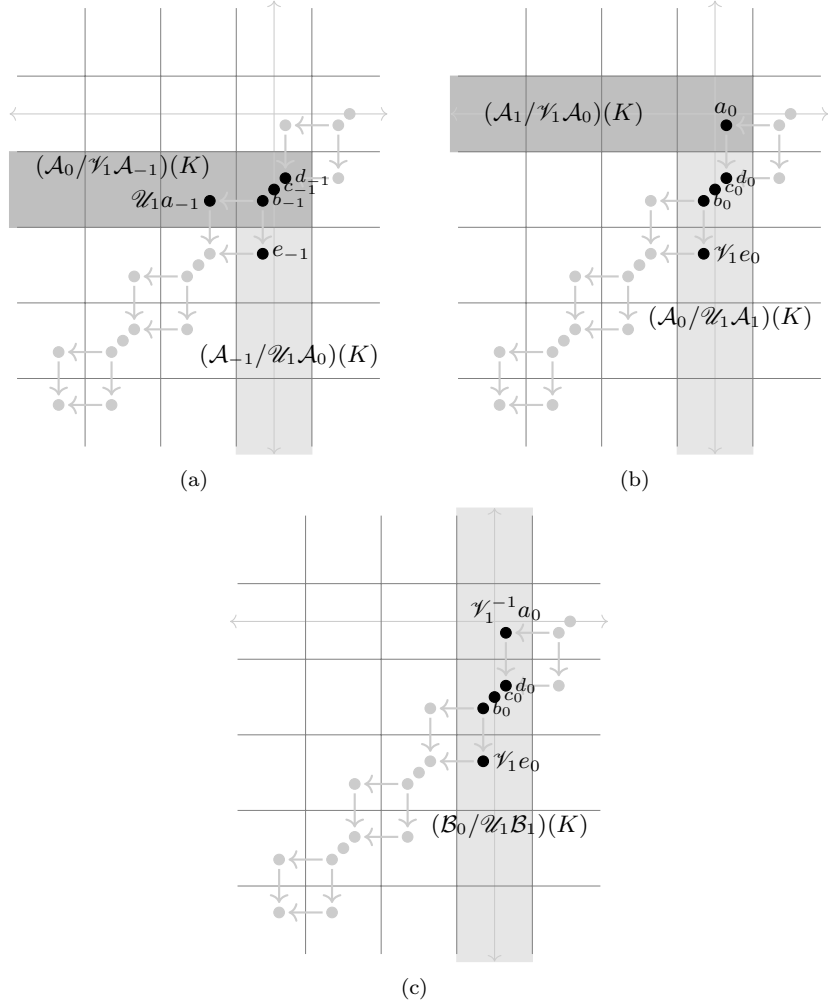 (𝒜₀/𝒱₁𝒜₋₁)(K)
d₋₁
c₋₁
𝒰₁a₋₁
b₋₁
e₋₁
(𝒜₋₁/𝒰₁𝒜₀)(K)
(a)
(𝒜₁/𝒱₁𝒜₀)(K)
a₀
d₀
c₀
b₀
𝒱₁e₀
(𝒜₀/𝒰₁𝒜₁)(K)
(b)
𝒱₁⁻¹a₀
d₀
c₀
b₀
𝒱₁e₀
(ℬ₀/𝒰₁ℬ₁)(K)
(c)